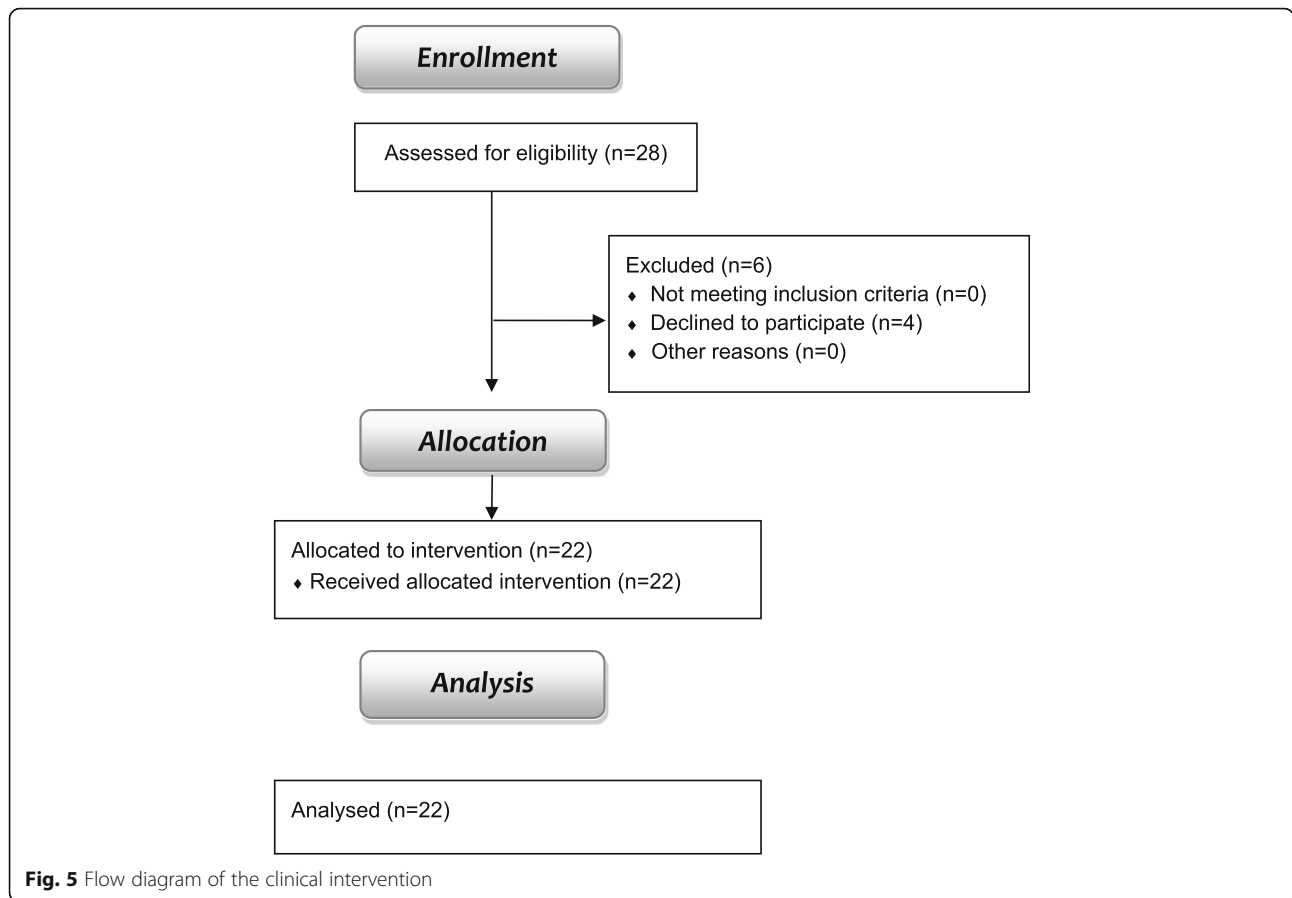 Enrollment
Assessed for eligibility (n=28)
Excluded (n=6)
♦ Not meeting inclusion criteria (n=0)
♦ Declined to participate (n=4)
♦ Other reasons (n=0)
Allocation
Allocated to intervention (n=22)
♦ Received allocated intervention (n=22)
Analysis
Analysed (n=22)
Fig. 5 Flow diagram of the clinical intervention